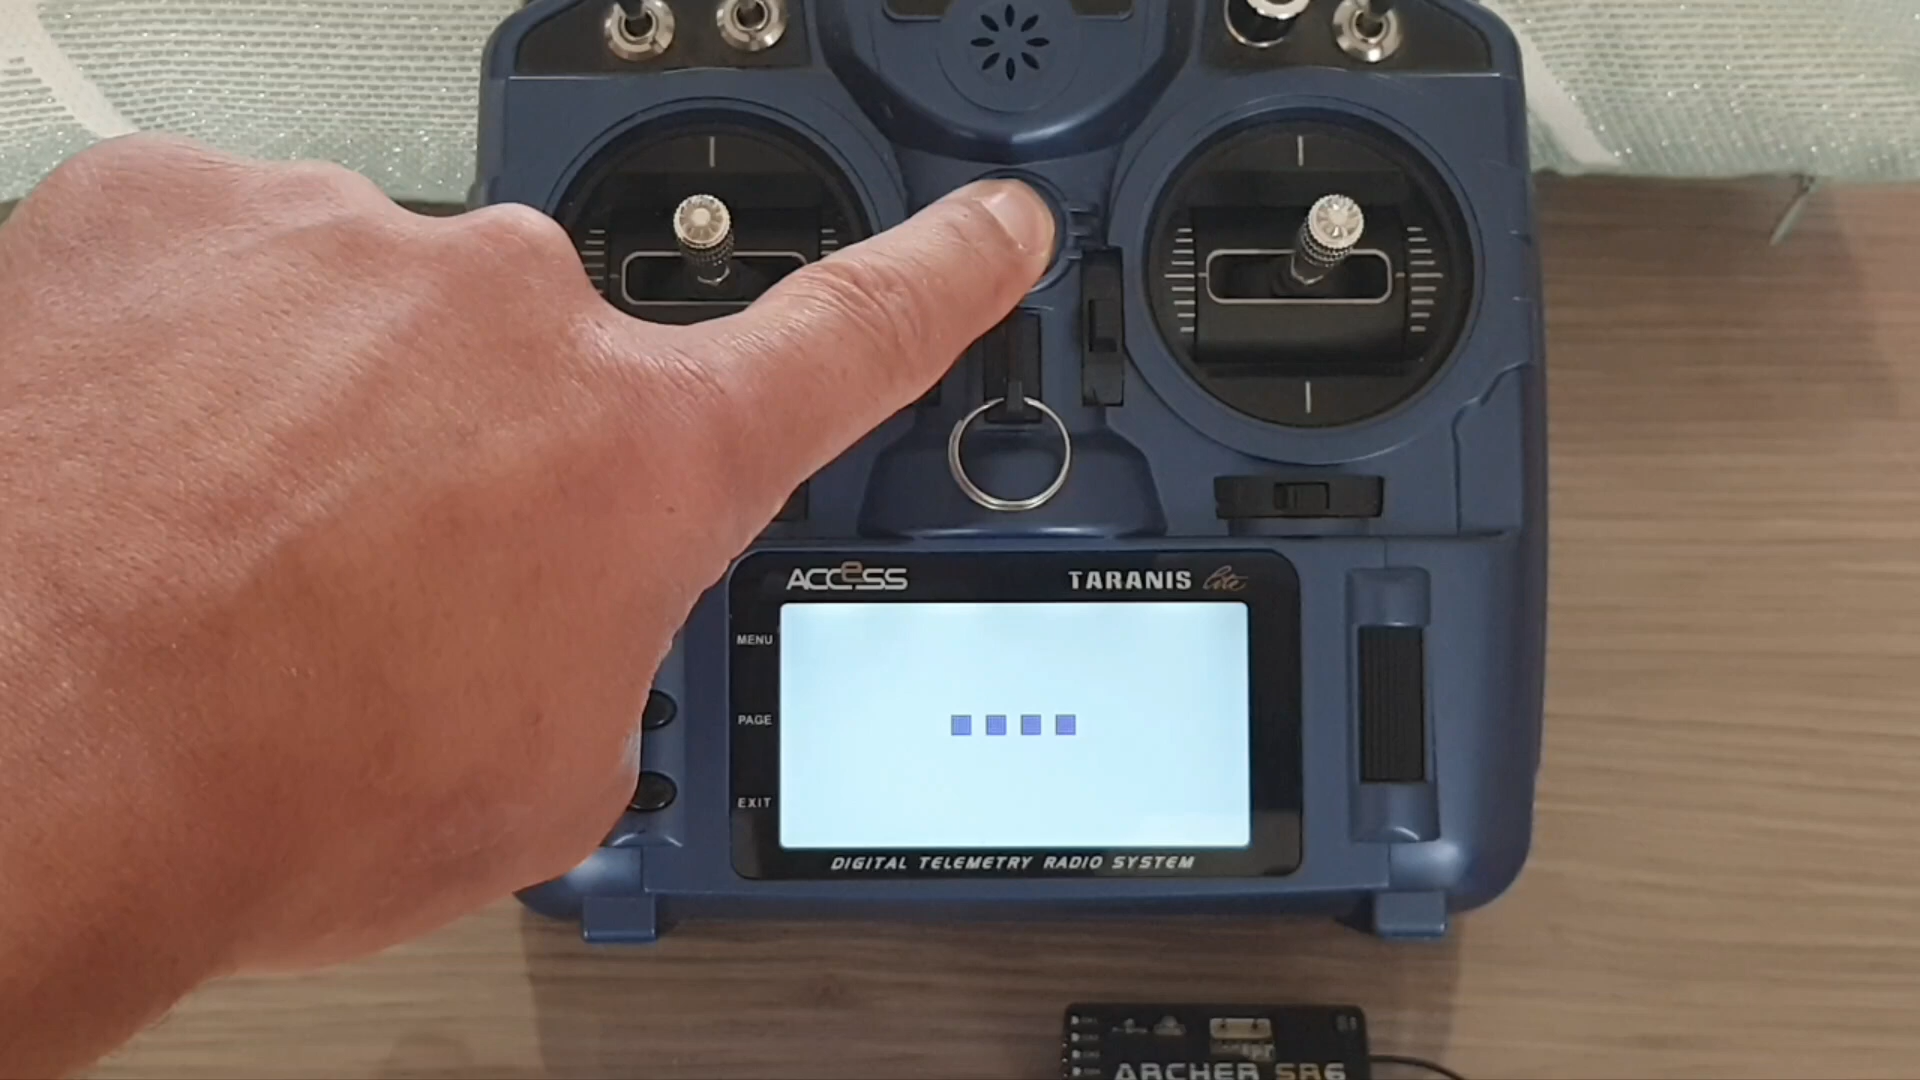 ACCeSS TARANIS lite
MENU
PAGE
EXIT
DIGITAL TELEMETRY RADIO SYSTEM
ARCHER SR6